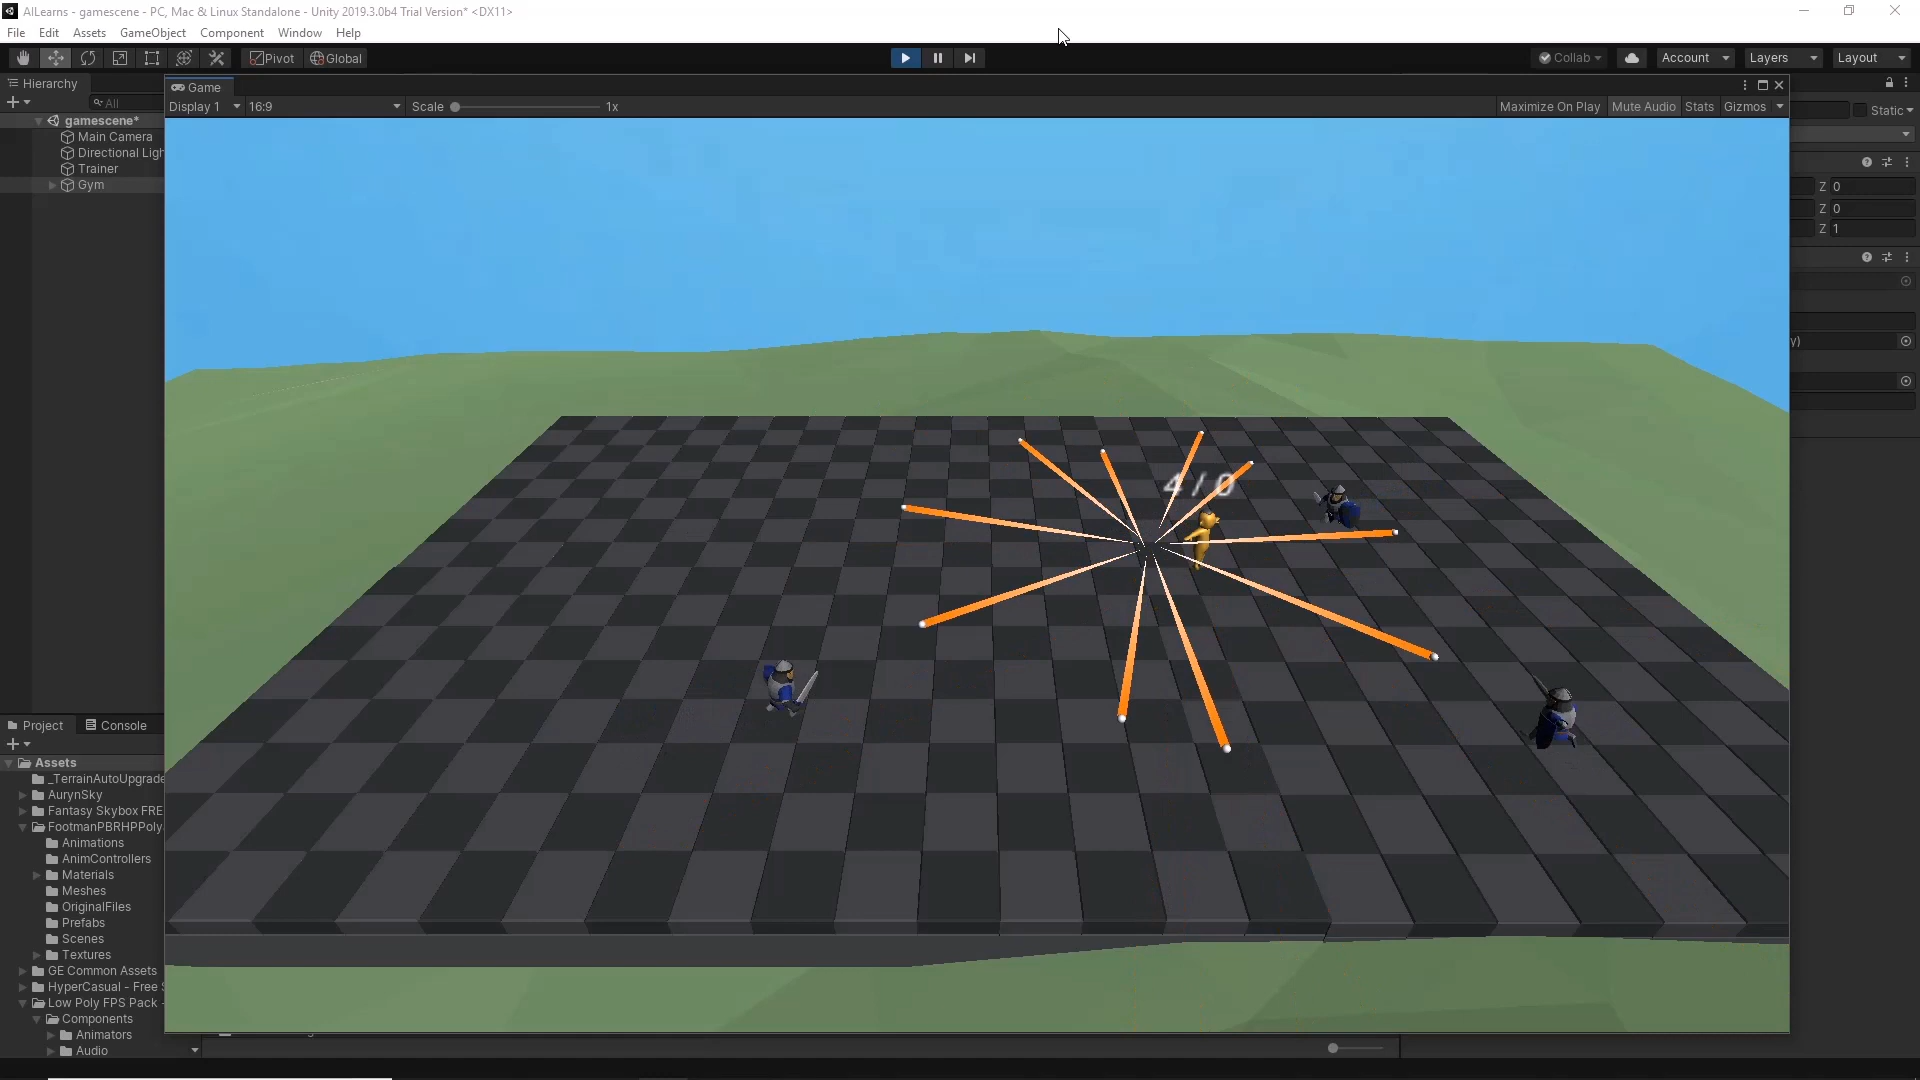 AILearns - gamescene - PC, Mac & Linux Standalone - Unity 2019.3.0b4 Trial Version* <DX11>
File Edit Assets GameObject Component Window Help
Pivot Global Collab Account Layers Layout
Hierarchy
Game
All
Display 1 16:9 Scale 1x Maximize On Play Mute Audio Stats Gizmos
Static
gamescene*
Main Camera
Directional Ligh
Trainer
Gym
Z 0
Z 0
Z 1
y)
4 / 0
Project Console
Assets
_TerrainAutoUpgrade
AurynSky
Fantasy Skybox FRE
FootmanPBRHPPoly
Animations
AnimControllers
Materials
Meshes
OriginalFiles
Prefabs
Scenes
Textures
GE Common Assets
HyperCasual - Free S
Low Poly FPS Pack -
Components
Animators
Audio